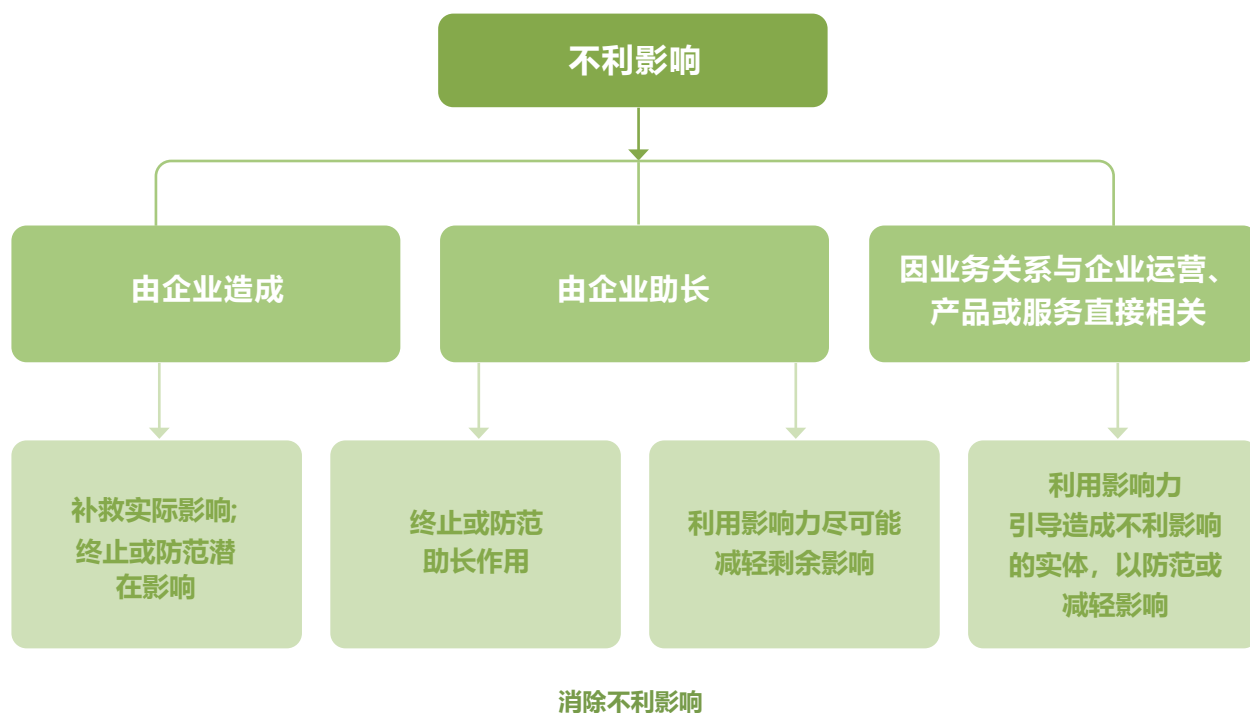 不利影响
由企业造成
由企业助长
因业务关系与企业运营、
产品或服务直接相关
补救实际影响;
终止或防范潜
在影响
终止或防范
助长作用
利用影响力尽可能
减轻剩余影响
利用影响力
引导造成不利影响
的实体，以防范或
减轻影响
消除不利影响